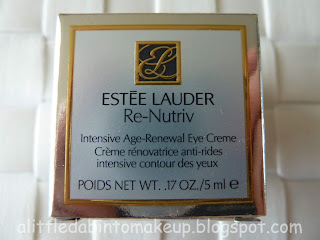 ESTĒE LAUDER
Re-Nutriv
Intensive Age-Renewal Eye Creme
Crème rénovatrice anti-rides
intensive contour des yeux
POIDS NET WT. .17 OZ./5 ml ℮
alittledabintomakeup.blogspot.com